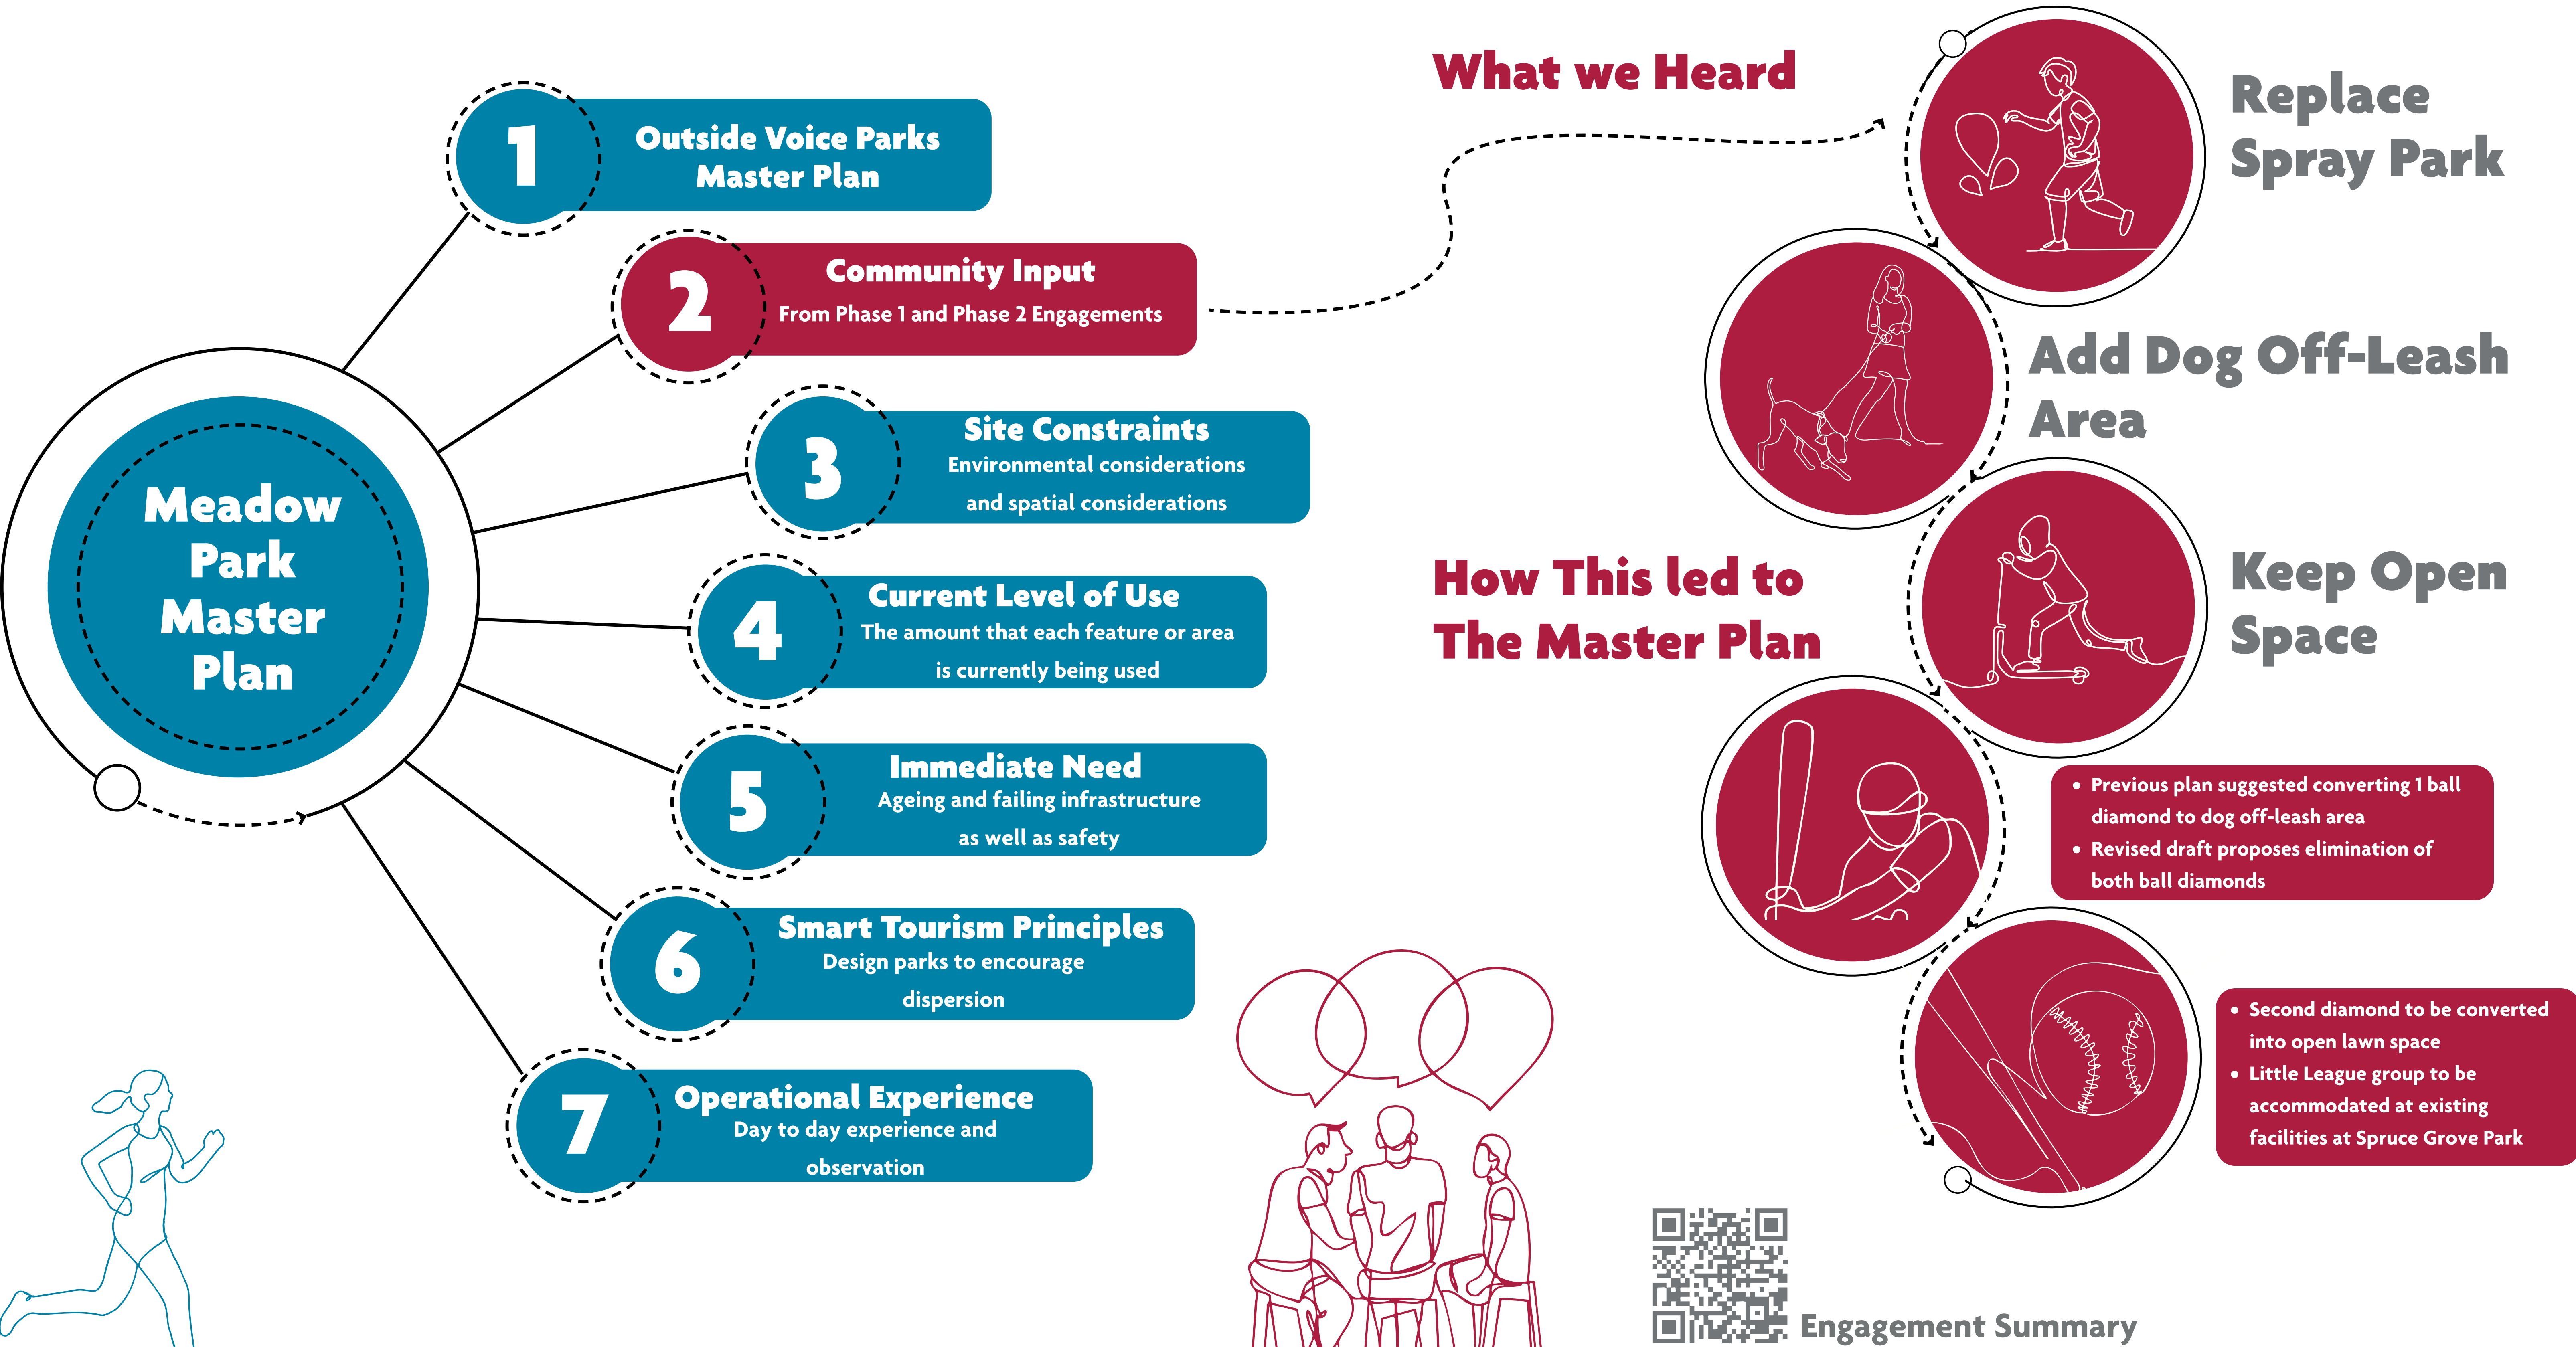 Meadow
Park
Master
Plan
1
Outside Voice Parks
Master Plan
2
Community Input
From Phase 1 and Phase 2 Engagements
3
Site Constraints
Environmental considerations
and spatial considerations
4
Current Level of Use
The amount that each feature or area
is currently being used
5
Immediate Need
Ageing and failing infrastructure
as well as safety
6
Smart Tourism Principles
Design parks to encourage
dispersion
7
Operational Experience
Day to day experience and
observation
What we Heard
Replace
Spray Park
Add Dog Off-Leash
Area
Keep Open
Space
How This led to
The Master Plan
• Previous plan suggested converting 1 ball
diamond to dog off-leash area
• Revised draft proposes elimination of
both ball diamonds
• Second diamond to be converted
into open lawn space
• Little League group to be
accommodated at existing
facilities at Spruce Grove Park
Engagement Summary